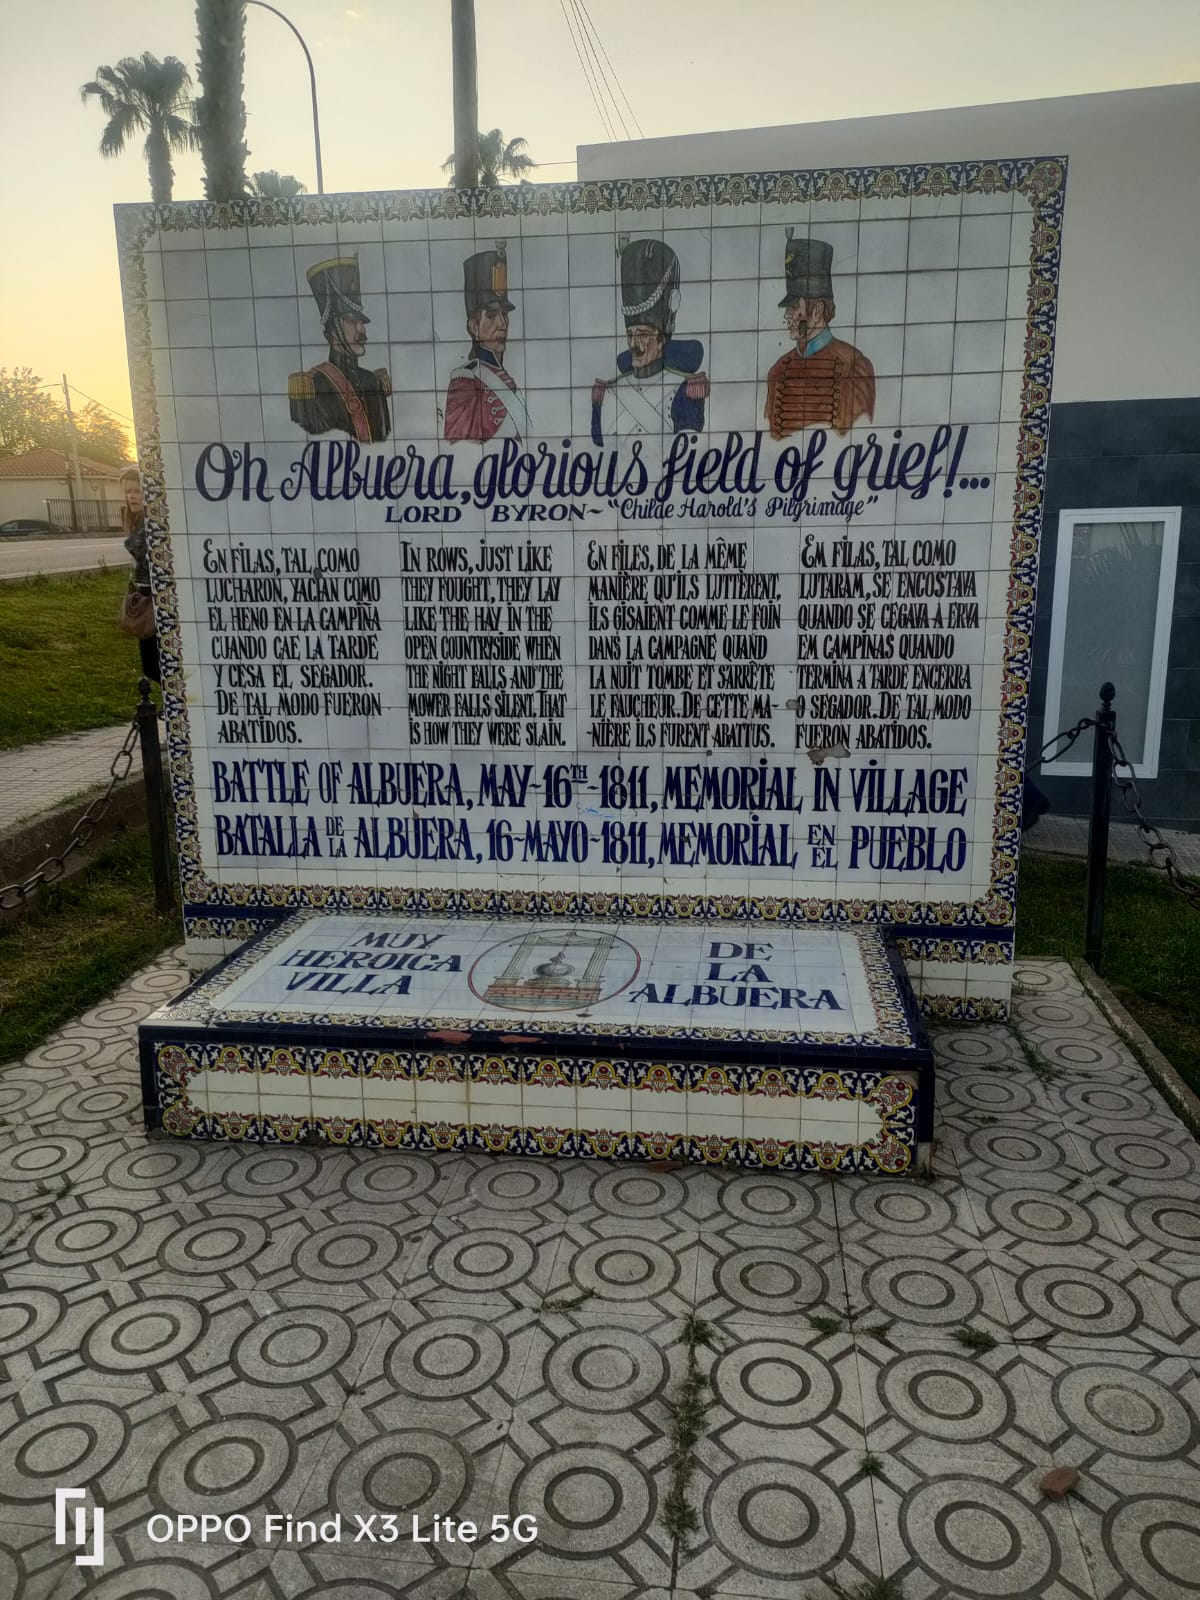 Oh Albuera, glorious field of grief!...
LORD BYRON~ "Childe Harold's Pilgrimage"
EN FILAS, TAL COMO
LUCHARON, YACIAN COMO
EL HENO EN LA CAMPIÑA
CUANDO CAE LA TARDE
Y CESA EL SEGADOR.
DE TAL MODO FUERON
ABATIDOS.
IN ROWS, JUST LIKE
THEY FOUGHT, THEY LAY
LIKE THE HAY IN THE
OPEN COUNTRYSIDE WHEN
THE NIGHT FALLS AND THE
MOWER FALLS SILENT. THAT
IS HOW THEY WERE SLAIN.
EN FILES, DE LA MÊME
MANIÈRE QU'ILS LUTTÈRENT,
ILS GISAIENT COMME LE FOIN
DANS LA CAMPAGNE QUAND
LA NUIT TOMBE ET S'ARRÊTE
LE FAUCHEUR. DE CETTE MA-
-NIÈRE ILS FURENT ABATTUS.
EM FILAS, TAL COMO
LUTARAM, SE ENCOSTAVA
QUANDO SE CEGAVA A ERVA
EM CAMPINAS QUANDO
TERMINA A TARDE ENCERRA
O SEGADOR. DE TAL MODO
FUERON ABATIDOS.
BATTLE OF ALBUERA, MAY~16TH~1811, MEMORIAL IN VILLAGE
BATALLA DE LA ALBUERA, 16-MAYO~1811, MEMORIAL EN EL PUEBLO
MUY
HEROICA
VILLA
DE
LA
ALBUERA
OPPO Find X3 Lite 5G